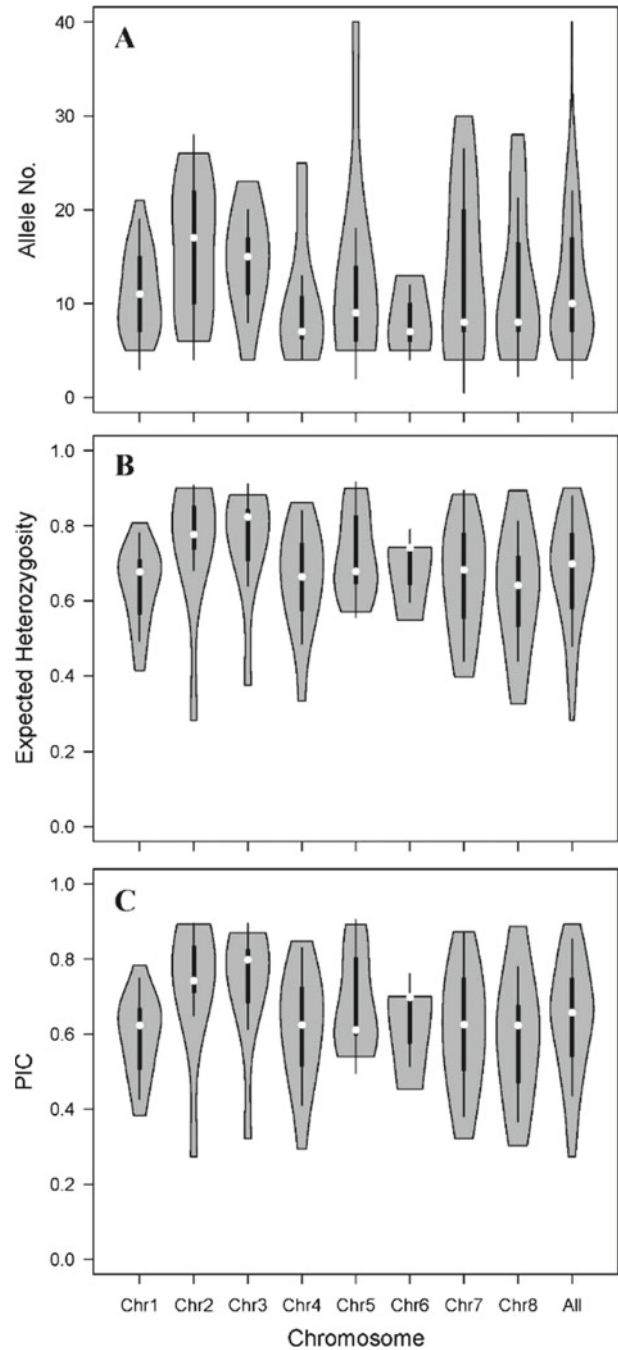 A
40
30
20
10
0
Allele No.
B
1.0
0.8
0.6
0.4
0.2
0.0
Expected Heterozygosity
C
1.0
0.8
0.6
0.4
0.2
0.0
PIC
Chr1 Chr2 Chr3 Chr4 Chr5 Chr6 Chr7 Chr8 All
Chromosome